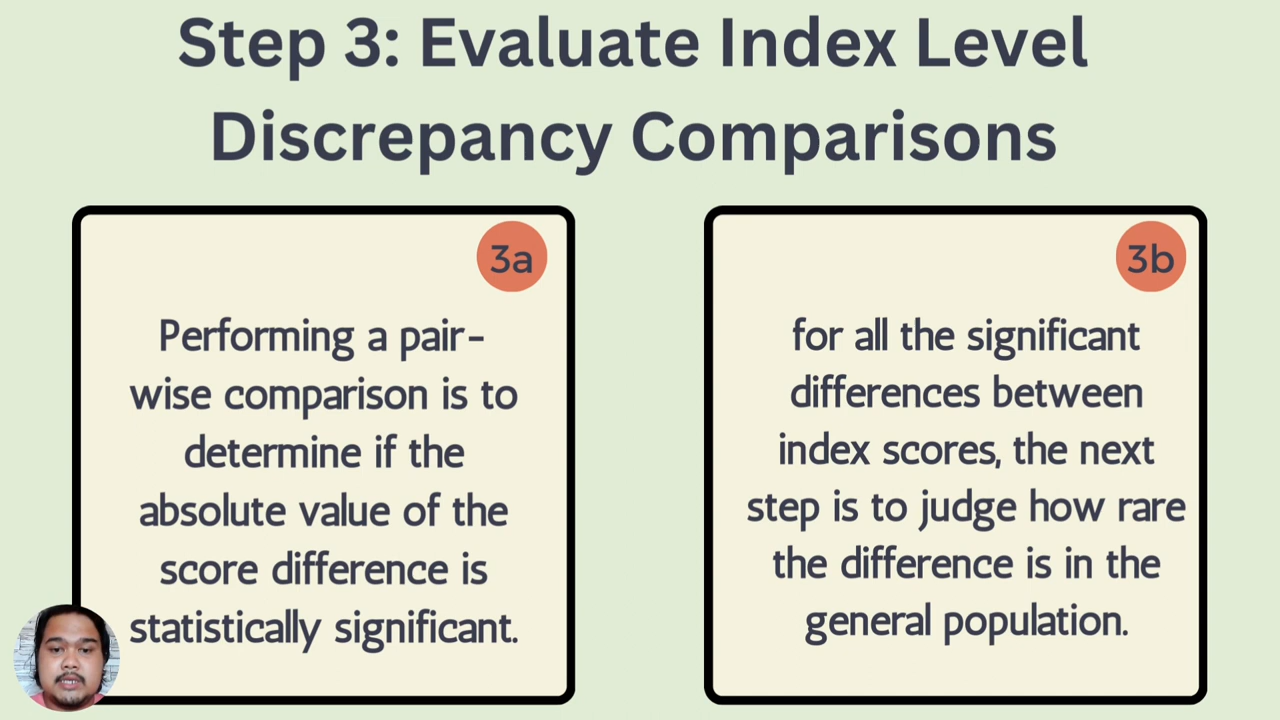 Step 3: Evaluate Index Level
Discrepancy Comparisons
3a
Performing a pair-
wise comparison is to
determine if the
absolute value of the
score difference is
statistically significant.
3b
for all the significant
differences between
index scores, the next
step is to judge how rare
the difference is in the
general population.